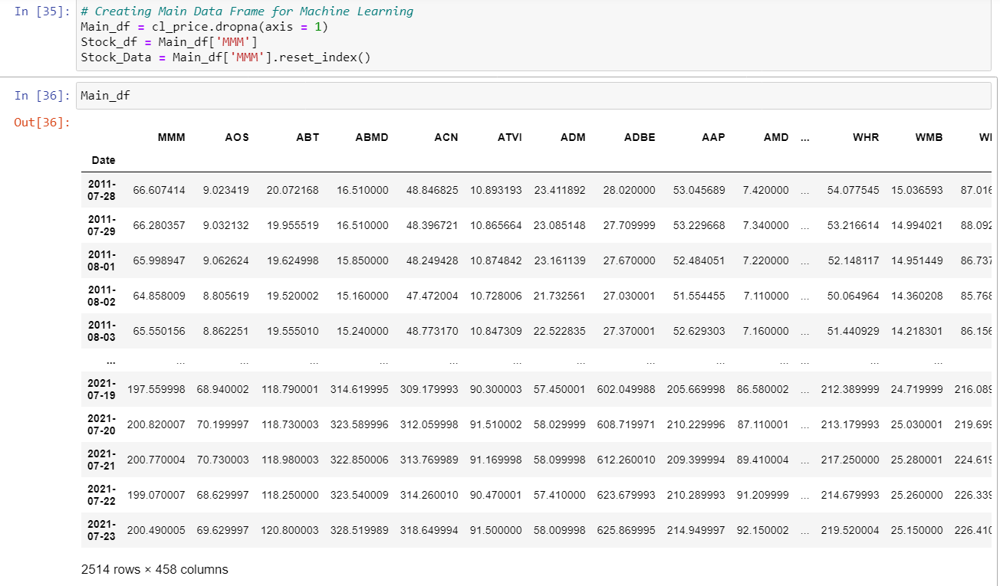 In [35]: # Creating Main Data Frame for Machine Learning
Main_df = cl_price.dropna(axis = 1)
Stock_df = Main_df['MMM']
Stock_Data = Main_df['MMM'].reset_index()
In [36]: Main_df
Out[36]:
MMM AOS ABT ABMD ACN ATVI ADM ADBE AAP AMD ... WHR WMB
Date
2011-
07-28 66.607414 9.023419 20.072168 16.510000 48.846825 10.893193 23.411892 28.020000 53.045689 7.420000 ... 54.077545 15.036593 87.016
2011-
07-29 66.280357 9.032132 19.955519 16.510000 48.396721 10.865664 23.085148 27.709999 53.229668 7.340000 ... 53.216614 14.994021 88.092
2011-
08-01 65.998947 9.062624 19.624998 15.850000 48.249428 10.874842 23.161139 27.670000 52.484051 7.220000 ... 52.148117 14.951449 86.737
2011-
08-02 64.858009 8.805619 19.520002 15.160000 47.472004 10.728006 21.732561 27.030001 51.554455 7.110000 ... 50.064964 14.360208 85.768
2011-
08-03 65.550156 8.862251 19.555010 15.240000 48.773170 10.847309 22.522835 27.370001 52.629303 7.160000 ... 51.440929 14.218301 86.156
... ... ... ... ... ... ... ... ... ... ... ... ... ...
2021-
07-19 197.559998 68.940002 118.790001 314.619995 309.179993 90.300003 57.450001 602.049988 205.669998 86.580002 ... 212.389999 24.719999 216.089
2021-
07-20 200.820007 70.199997 118.730003 323.589996 312.059998 91.510002 58.029999 608.719971 210.229996 87.110001 ... 213.179993 25.030001 219.699
2021-
07-21 200.770004 70.730003 118.980003 322.850006 313.769989 91.169998 58.099998 612.260010 209.399994 89.410004 ... 217.250000 25.280001 224.619
2021-
07-22 199.070007 68.629997 118.250000 323.540009 314.260010 90.470001 57.410000 623.679993 210.289993 91.209999 ... 214.679993 25.260000 226.339
2021-
07-23 200.490005 69.629997 120.800003 328.519989 318.649994 91.500000 58.009998 625.869995 214.949997 92.150002 ... 219.520004 25.150000 226.410
2514 rows × 458 columns